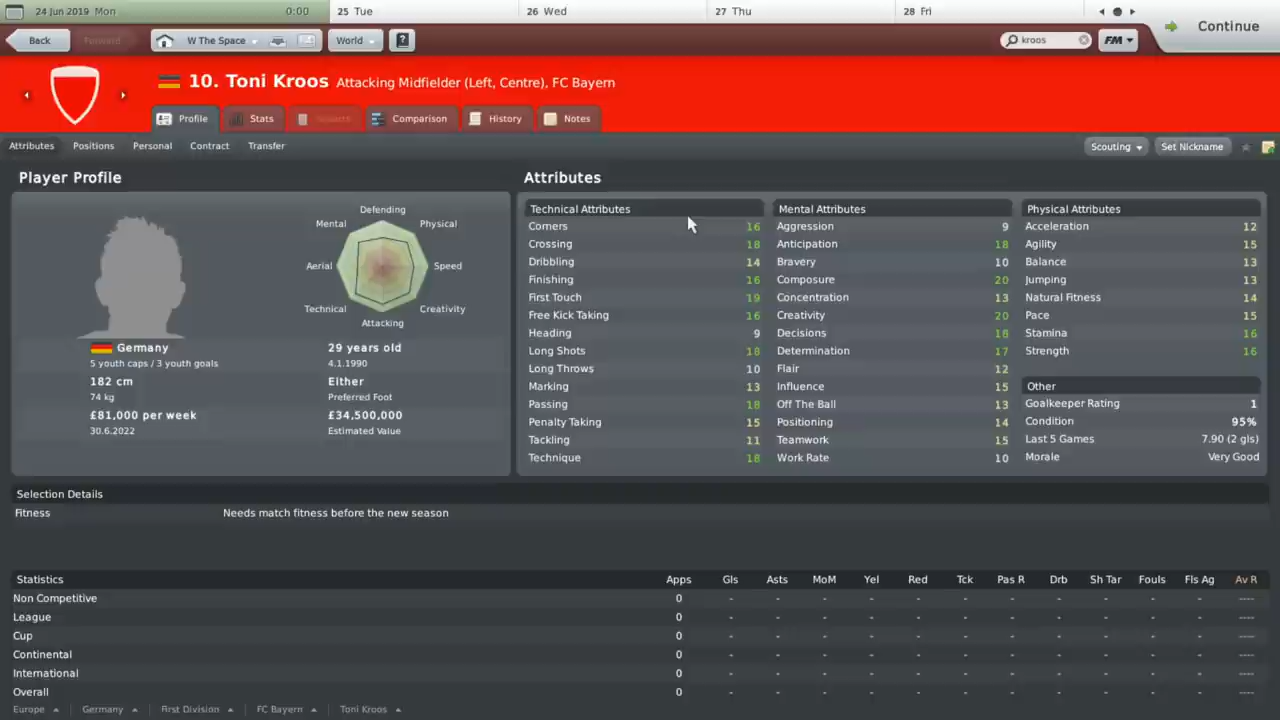 24 Jun 2019 Mon 0:00 25 Tue 26 Wed 27 Thu 28 Fri
Continue
Back Forward W The Space World ? kroos FM
10. Toni Kroos Attacking Midfielder (Left, Centre), FC Bayern
Profile Stats Comparison History Notes
Attributes Positions Personal Contract Transfer Scouting Set Nickname
Player Profile
Defending
Mental Physical
Aerial Speed
Technical Creativity
Attacking
Germany 29 years old
5 youth caps / 3 youth goals 4.1.1990
182 cm Either
74 kg Preferred Foot
£81,000 per week £34,500,000
30.6.2022 Estimated Value
Attributes
Technical Attributes
Corners 16
Crossing 18
Dribbling 14
Finishing 16
First Touch 19
Free Kick Taking 16
Heading 9
Long Shots 18
Long Throws 10
Marking 13
Passing 18
Penalty Taking 15
Tackling 11
Technique 18
Mental Attributes
Aggression 9
Anticipation 18
Bravery 10
Composure 20
Concentration 13
Creativity 20
Decisions 18
Determination 17
Flair 12
Influence 15
Off The Ball 13
Positioning 14
Teamwork 15
Work Rate 10
Physical Attributes
Acceleration 12
Agility 15
Balance 13
Jumping 13
Natural Fitness 14
Pace 15
Stamina 16
Strength 16
Other
Goalkeeper Rating 1
Condition 95%
Last 5 Games 7.90 (2 gls)
Morale Very Good
Selection Details
Fitness Needs match fitness before the new season
Statistics Apps Gls Asts MoM Yel Red Tck Pas R Drb Sh Tar Fouls Fls Ag Av R
Non Competitive 0 - - - - - - - - - - - ----
League 0 - - - - - - - - - - - ----
Cup 0 - - - - - - - - - - - ----
Continental 0 - - - - - - - - - - - ----
International 0 - - - - - - - - - - - ----
Overall 0 - - - - - - - - - - - ----
Europe Germany First Division FC Bayern Toni Kroos